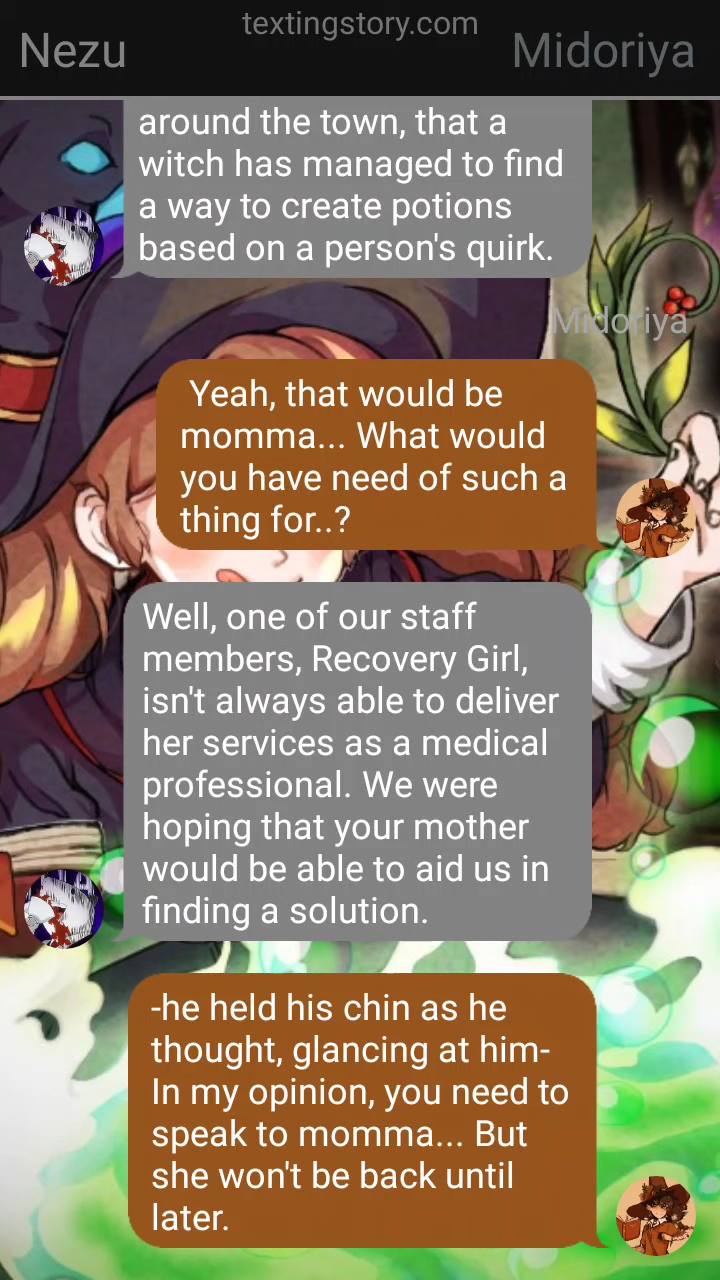 textingstory.com
Nezu
Midoriya
around the town, that a
witch has managed to find
a way to create potions
based on a person's quirk.
Midoriya
Yeah, that would be
momma... What would
you have need of such a
thing for..?
Well, one of our staff
members, Recovery Girl,
isn't always able to deliver
her services as a medical
professional. We were
hoping that your mother
would be able to aid us in
finding a solution.
-he held his chin as he
thought, glancing at him-
In my opinion, you need to
speak to momma... But
she won't be back until
later.